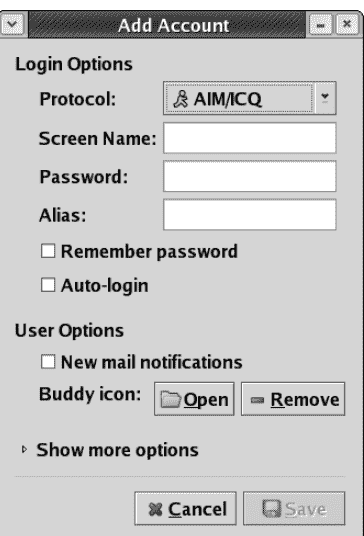 Add Account
Login Options
Protocol: AIM/ICQ
Screen Name:
Password:
Alias:
Remember password
Auto-login
User Options
New mail notifications
Buddy icon: Open Remove
Show more options
Cancel Save